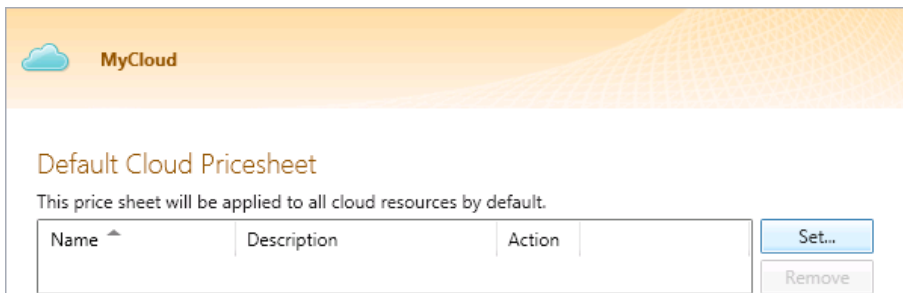 MyCloud
Default Cloud Pricesheet
This price sheet will be applied to all cloud resources by default.
Name Description Action Set...
Remove